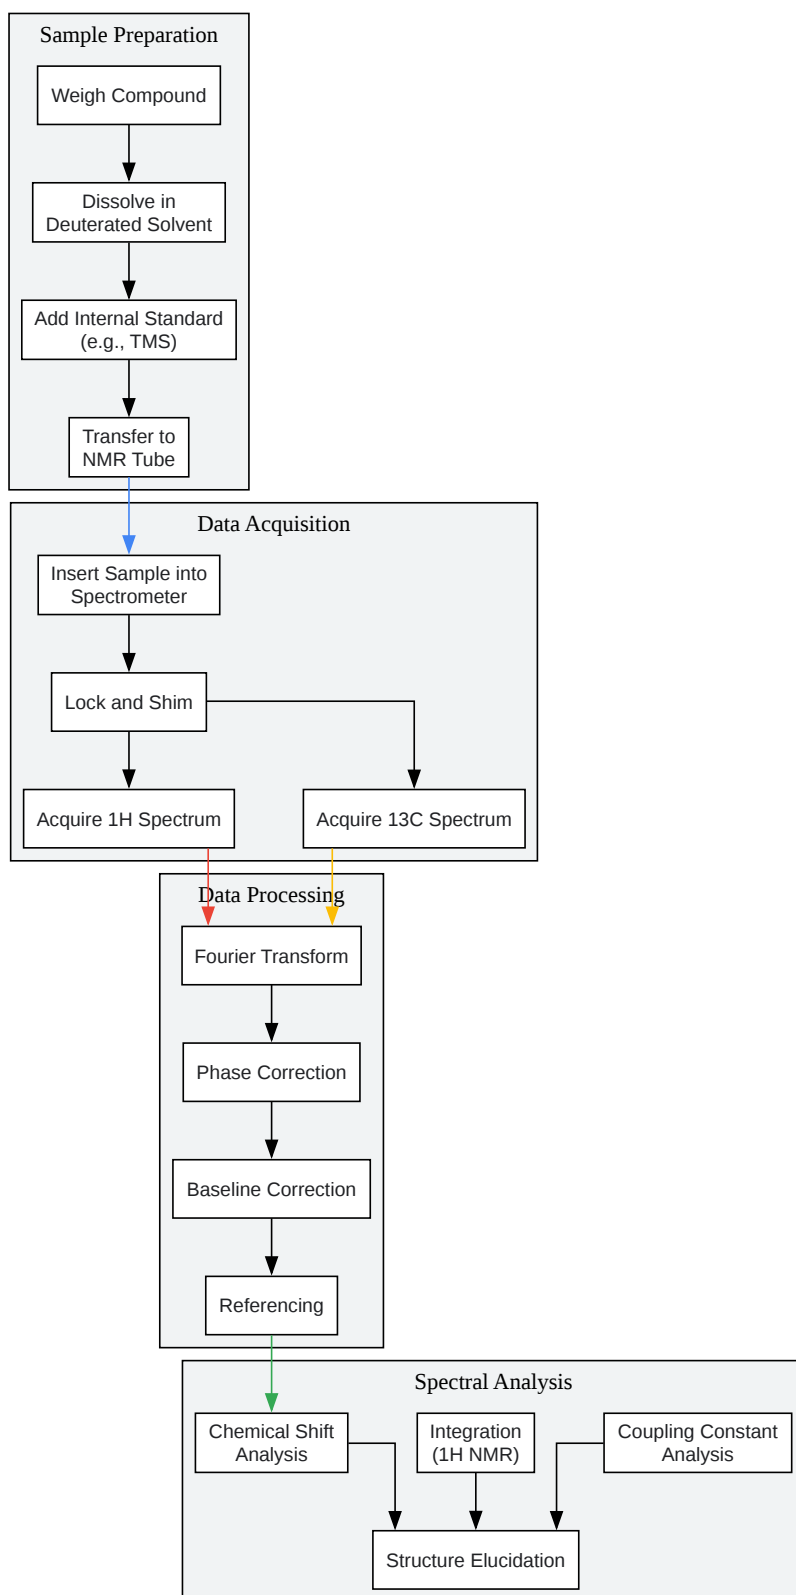 Sample Preparation
Weigh Compound
Dissolve in
Deuterated Solvent
Add Internal Standard
(e.g., TMS)
Transfer to
NMR Tube
Data Acquisition
Insert Sample into
Spectrometer
Lock and Shim
Acquire 1H Spectrum
Acquire 13C Spectrum
Data Processing
Fourier Transform
Phase Correction
Baseline Correction
Referencing
Spectral Analysis
Chemical Shift
Analysis
Integration
(1H NMR)
Coupling Constant
Analysis
Structure Elucidation